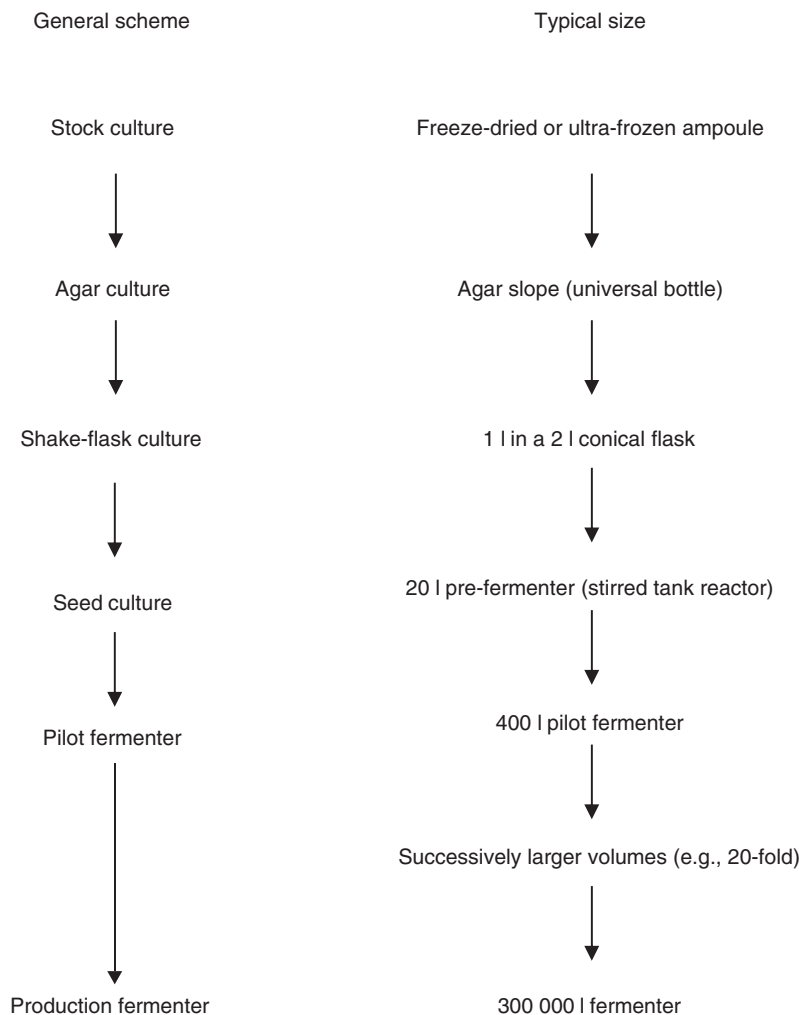 General scheme
Typical size
Stock culture
Freeze-dried or ultra-frozen ampoule
Agar culture
Agar slope (universal bottle)
Shake-flask culture
1 l in a 2 l conical flask
Seed culture
20 l pre-fermenter (stirred tank reactor)
Pilot fermenter
400 l pilot fermenter
Successively larger volumes (e.g., 20-fold)
Production fermenter
300 000 l fermenter